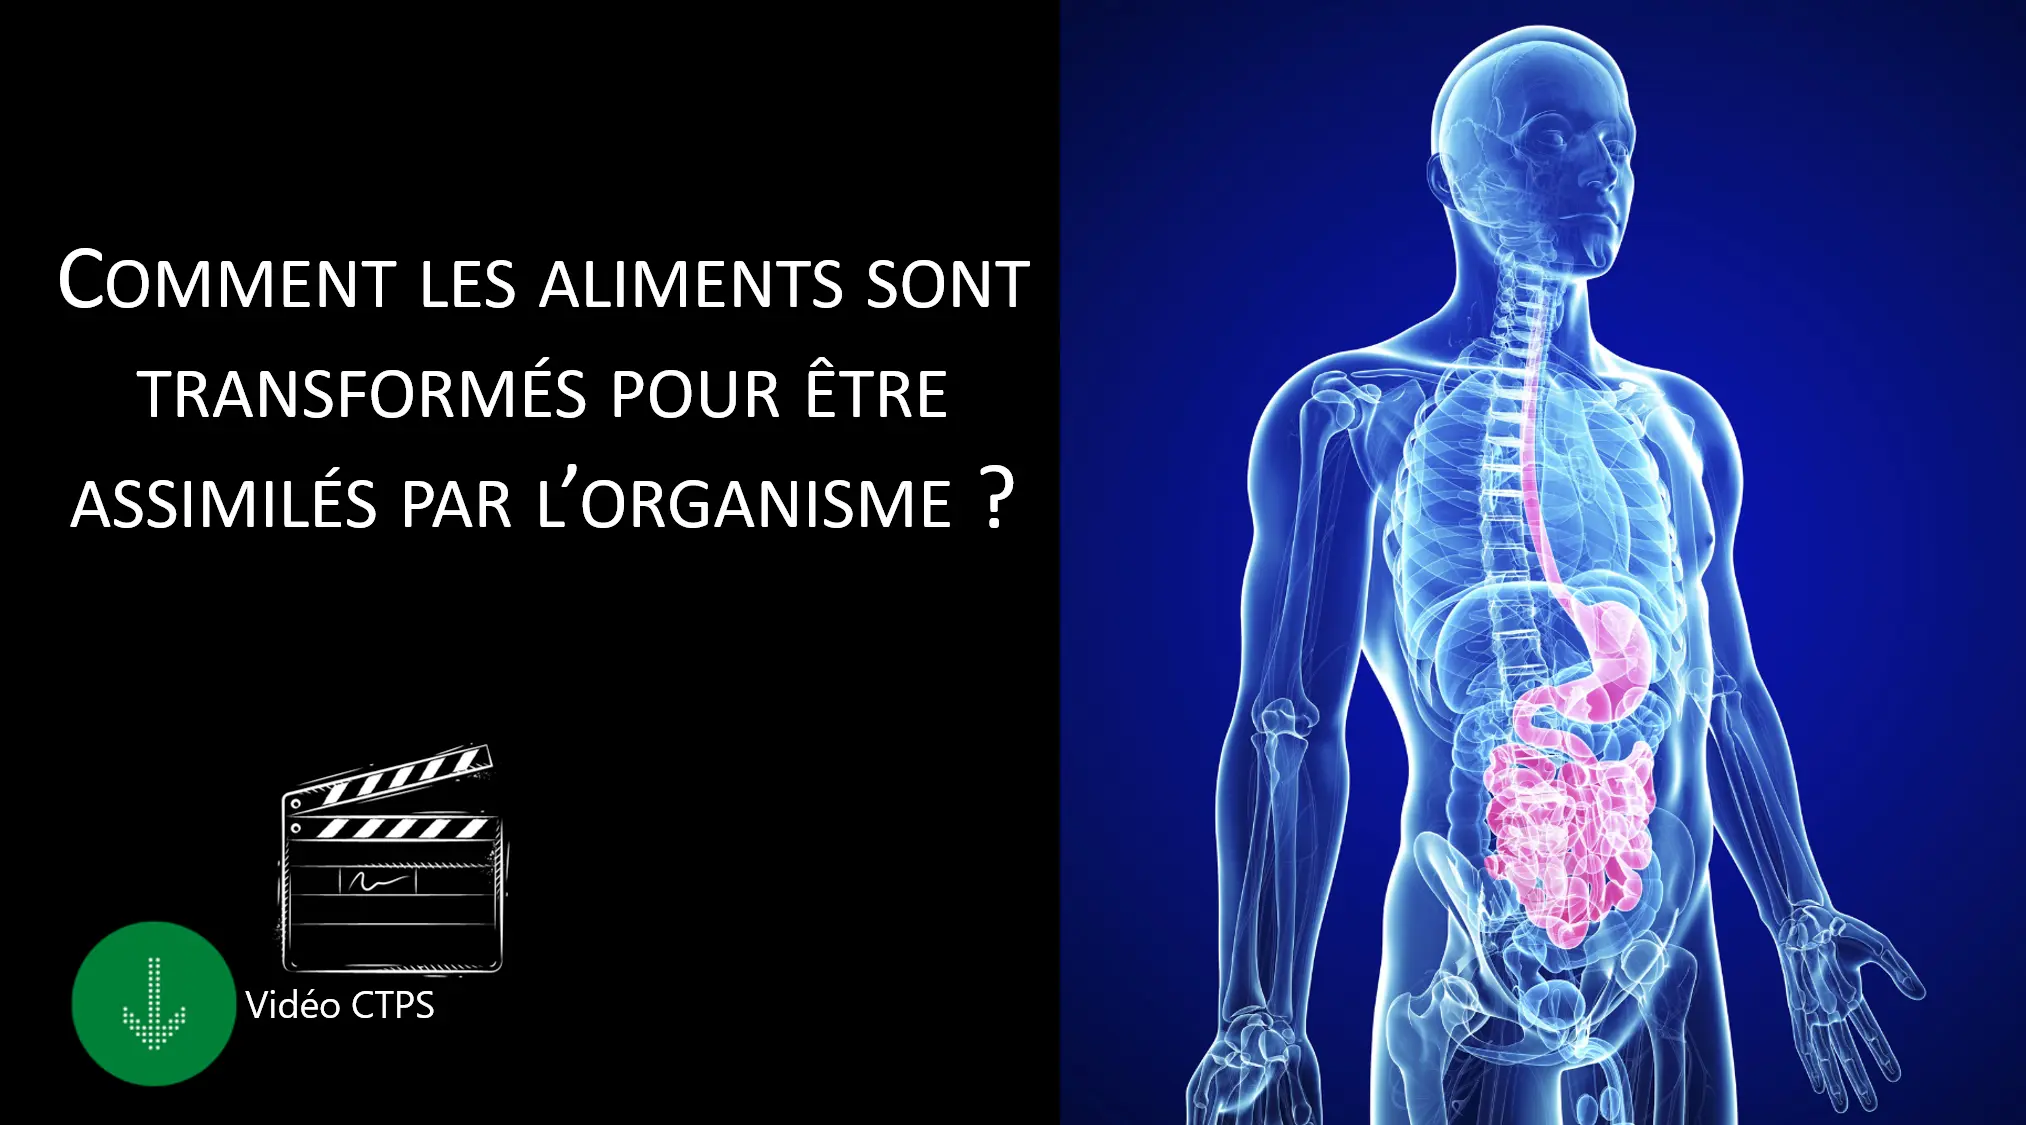 Comment les aliments sont
transformés pour être
assimilés par l’organisme ?
Vidéo CTPS